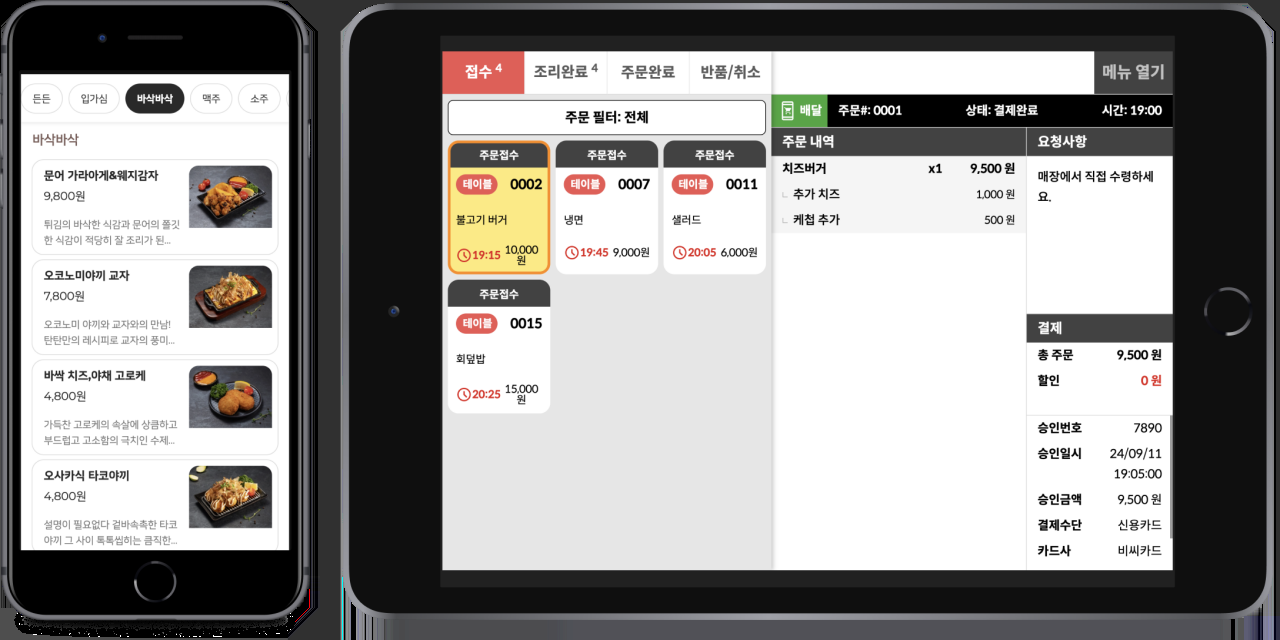 든든
입가심
바삭바삭
맥주
소주
바삭바삭
문어 가라아게&웨지감자
9,800원
튀김의 바삭한 식감과 문어의 쫄깃
한 식감이 적당히 잘 조리가 된...
오코노미야끼 교자
7,800원
오코노미 야끼와 교자와의 만남!
탄탄만의 레시피로 교자의 풍미...
바싹 치즈,야채 고로케
4,800원
가득찬 고로케의 속살에 상큼하고
부드럽고 고소함의 극치인 수제...
오사카식 타코야끼
4,800원
설명이 필요없다 겉바속촉한 타코
야끼 그 사이 톡톡씹히는 큼직한...
접수 4
조리완료 4
주문완료
반품/취소
메뉴 열기
주문 필터: 전체
주문접수
테이블 0002
불고기 버거
19:15 10,000
원
주문접수
테이블 0007
냉면
19:45 9,000원
주문접수
테이블 0011
샐러드
20:05 6,000원
주문접수
테이블 0015
회덮밥
20:25 15,000
원
배달 주문#: 0001 상태: 결제완료 시간: 19:00
주문 내역
치즈버거 x1 9,500 원
추가 치즈 1,000 원
케첩 추가 500 원
요청사항
매장에서 직접 수령하세
요.
결제
총 주문 9,500 원
할인 0 원
승인번호 7890
승인일시 24/09/11
19:05:00
승인금액 9,500 원
결제수단 신용카드
카드사 비씨카드